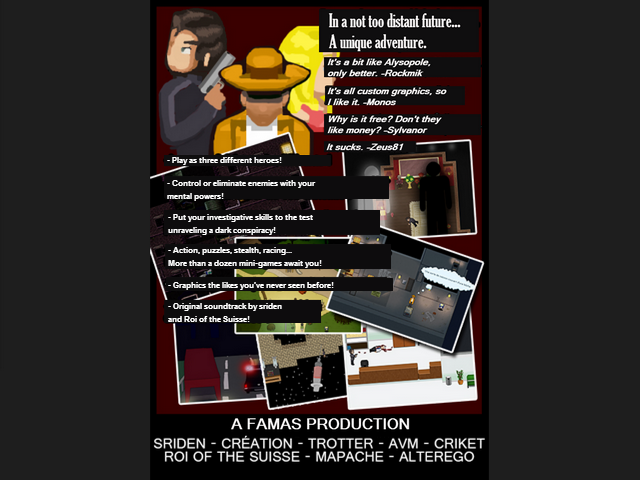 In a not too distant future...
A unique adventure.
It's a bit like Alysopole,
only better. -Rockmik
It's all custom graphics, so
I like it. -Monos
Why is it free? Don't they
like money? -Sylvanor
It sucks. -Zeus81
- Play as three different heroes!
- Control or eliminate enemies with your
mental powers!
- Put your investigative skills to the test
unraveling a dark conspiracy!
- Action, puzzles, stealth, racing...
More than a dozen mini-games await you!
- Graphics the likes you've never seen before!
- Original soundtrack by sriden
and Roi of the Suisse!
A FAMAS PRODUCTION
SRIDEN - CRÉATION - TROTTER - AVM - CRIKET
ROI OF THE SUISSE - MAPACHE - ALTEREGO